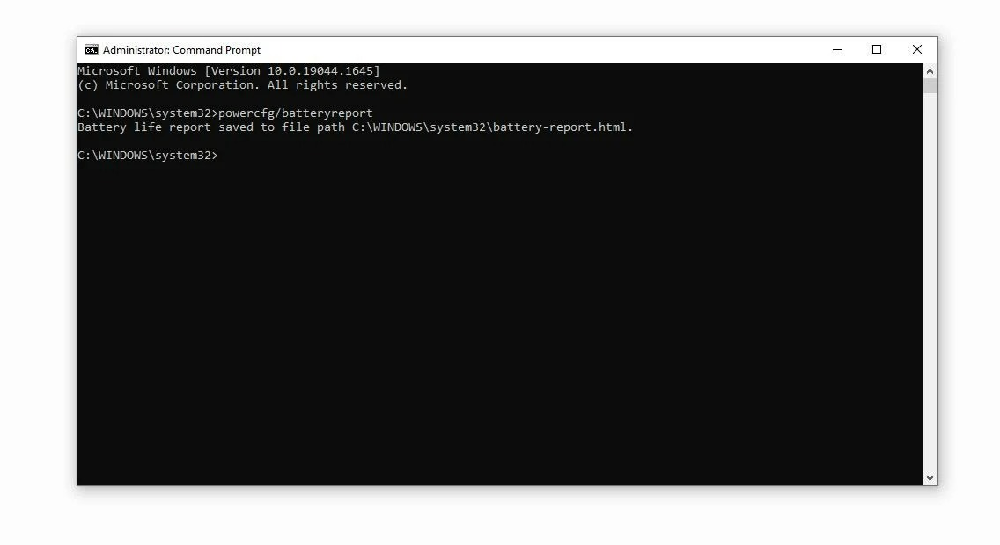 Administrator: Command Prompt
Microsoft Windows [Version 10.0.19044.1645]
(c) Microsoft Corporation. All rights reserved.
C:\WINDOWS\system32>powercfg/batteryreport
Battery life report saved to file path C:\WINDOWS\system32\battery-report.html.
C:\WINDOWS\system32>